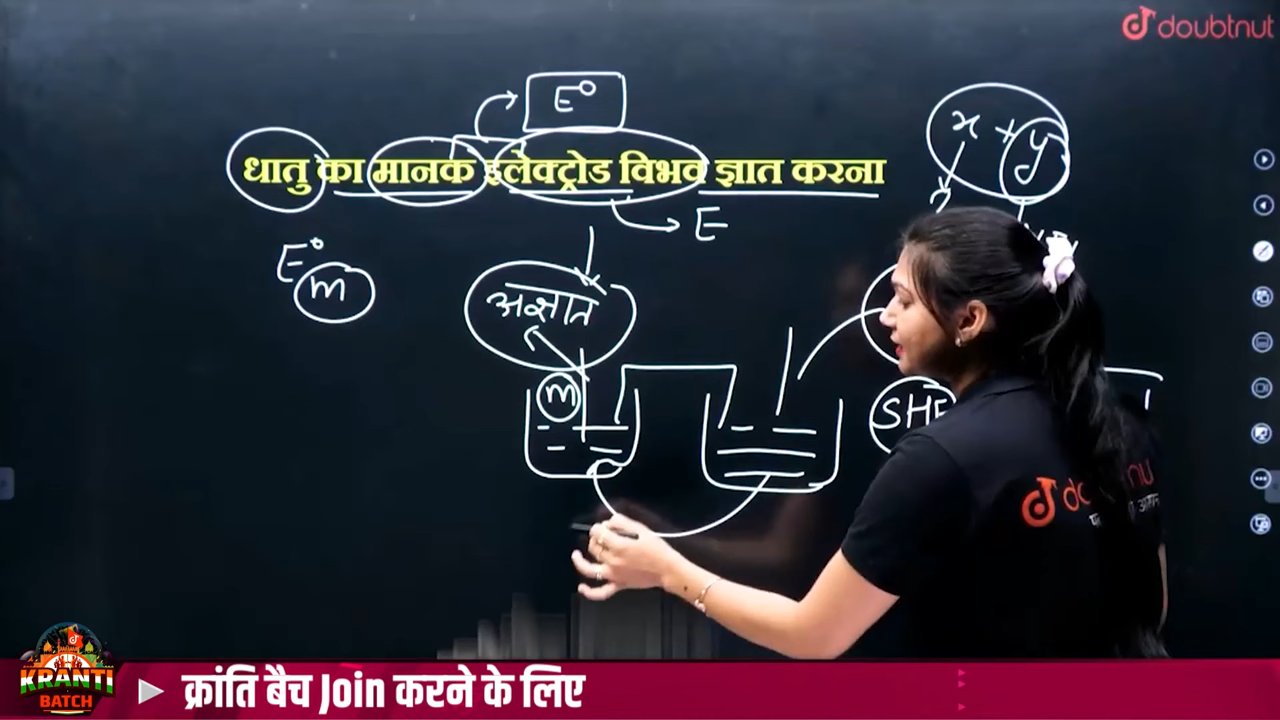 doubtnut
E°
x + y
धातु का मानक इलेक्ट्रोड विभव ज्ञात करना
E
E°
m
अज्ञात
m
SHE
KRANTI
BATCH
क्रांति बैच Join करने के लिए